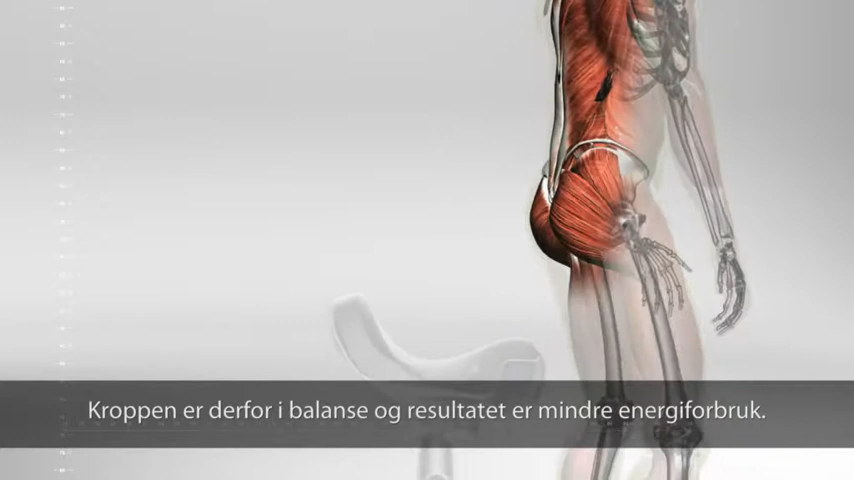 Kroppen er derfor i balanse og resultatet er mindre energiforbruk.